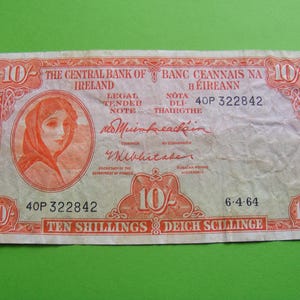 10/- THE CENTRAL BANK OF BANC CEANNAIS NA 10/-
IRELAND hÉIREANN
LEGAL NÓTA
TENDER DLI-
NOTE THAIRGTHE
40P 322842
40P 322842
10/-
6·4·64
TEN SHILLINGS DEICH SCILLINGE